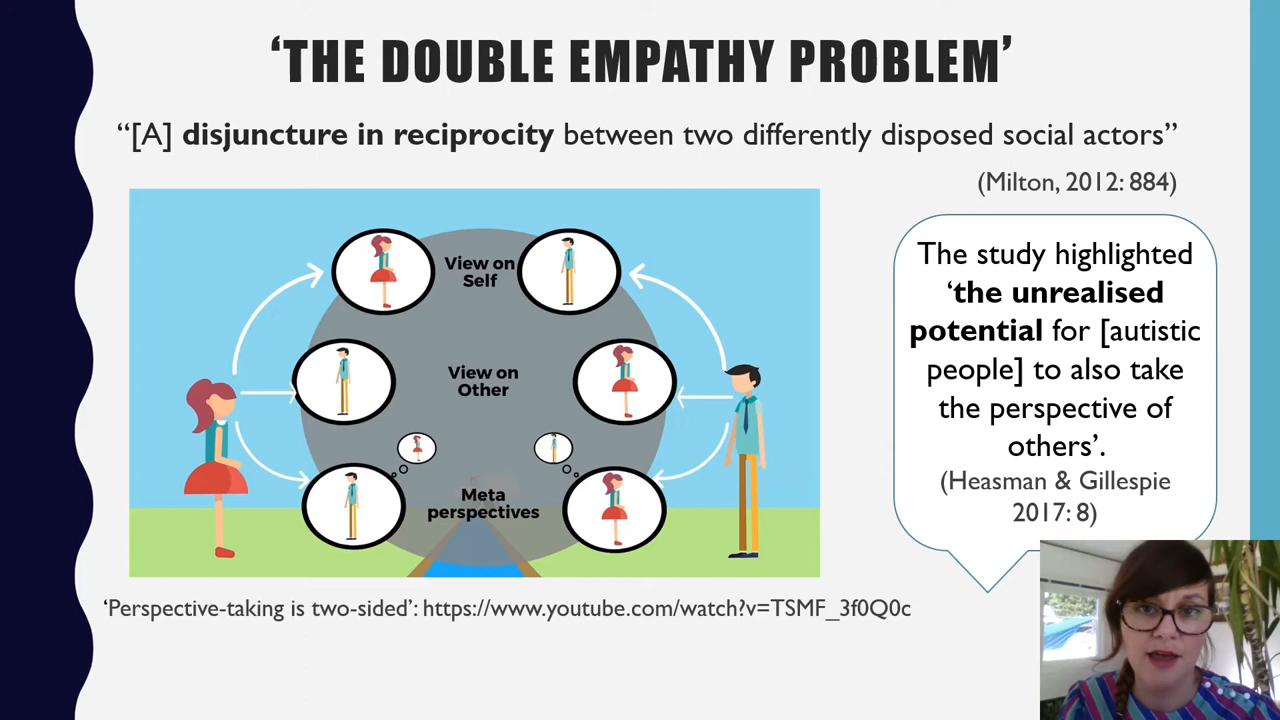 ‘THE DOUBLE EMPATHY PROBLEM’
“[A] disjuncture in reciprocity between two differently disposed social actors”
(Milton, 2012: 884)
View on
Self
View on
Other
Meta
perspectives
The study highlighted
‘the unrealised
potential for [autistic
people] to also take
the perspective of
others’.
(Heasman & Gillespie
2017: 8)
‘Perspective-taking is two-sided’: https://www.youtube.com/watch?v=TSMF_3f0Q0c